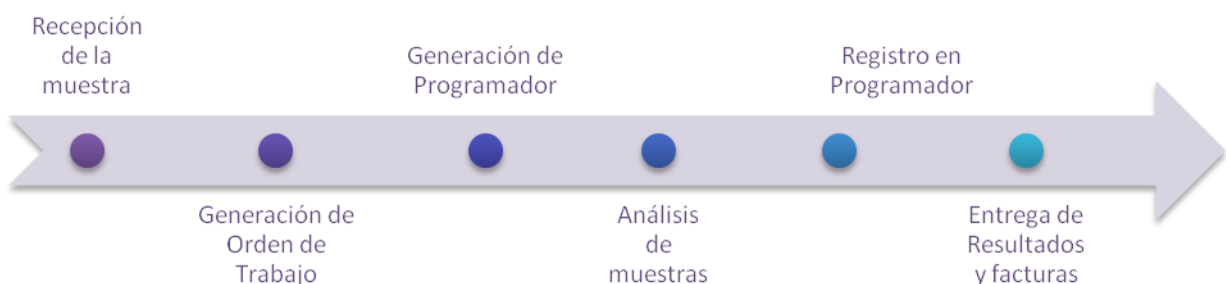 Recepción
de la
muestra
Generación de
Orden de
Trabajo
Generación de
Programador
Análisis
de
muestras
Registro en
Programador
Entrega de
Resultados
y facturas